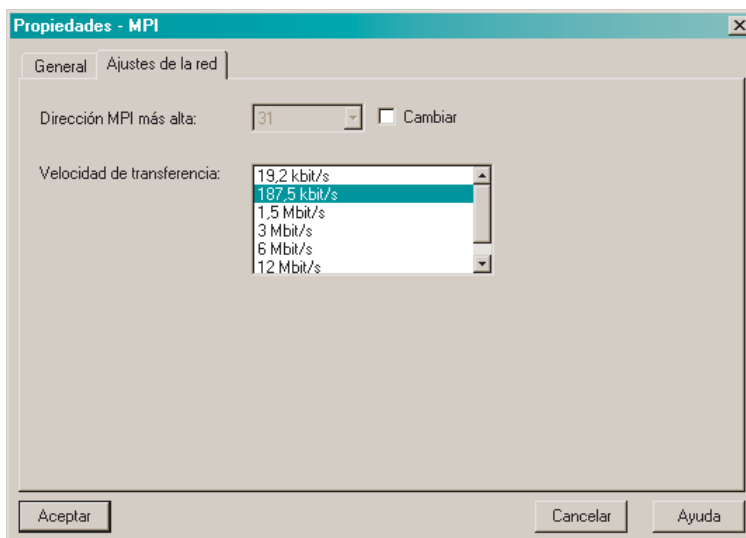 Propiedades - MPI
General
Ajustes de la red
Dirección MPI más alta:
31
Cambiar
Velocidad de transferencia:
19,2 kbit/s
187,5 kbit/s
1,5 Mbit/s
3 Mbit/s
6 Mbit/s
12 Mbit/s
Aceptar
Cancelar
Ayuda